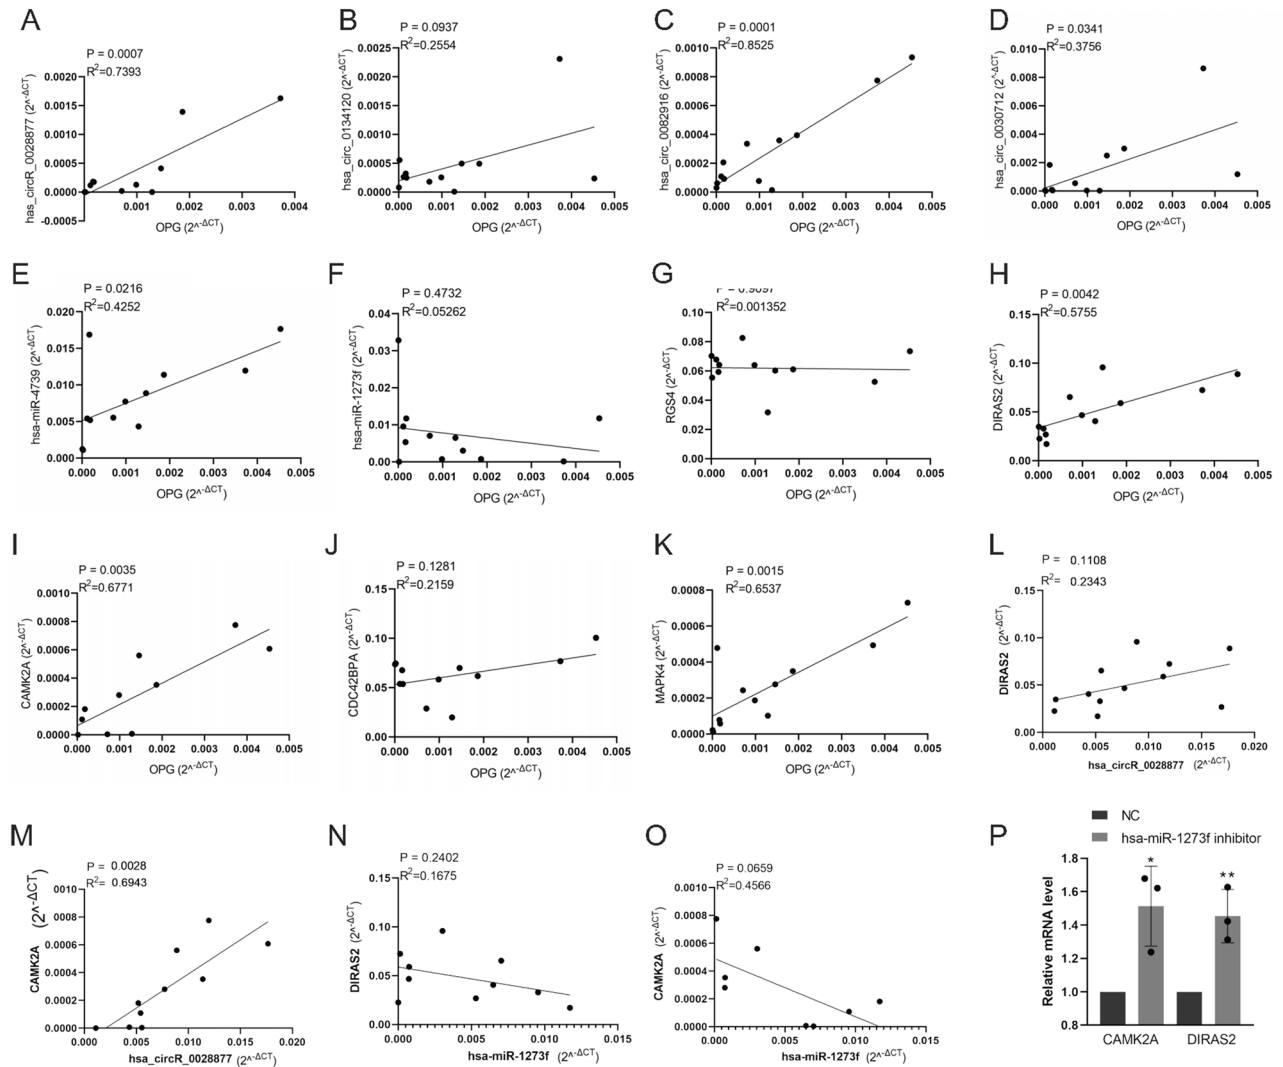 A
P = 0.0007
R2=0.7393
has_circR_0028877 (2^-ΔCT)
0.0020
0.0015
0.0010
0.0005
0.0000
-0.0005
0.001
0.002
0.003
0.004
OPG (2^-ΔCT)
B
P = 0.0937
R2=0.2554
hsa_circ_0134120 (2^-ΔCT)
0.0025
0.0020
0.0015
0.0010
0.0005
0.0000
0.000
0.001
0.002
0.003
0.004
0.005
OPG (2^-ΔCT)
C
P = 0.0001
R2=0.8525
hsa_circ_0082916 (2^-ΔCT)
0.0010
0.0008
0.0006
0.0004
0.0002
0.0000
0.000
0.001
0.002
0.003
0.004
0.005
OPG (2^-ΔCT)
D
P = 0.0341
R2=0.3756
hsa_circ_0030712 (2^-ΔCT)
0.010
0.008
0.006
0.004
0.002
0.000
0.000
0.001
0.002
0.003
0.004
0.005
OPG (2^-ΔCT)
E
P = 0.0216
R2=0.4252
hsa-miR-4739 (2^-ΔCT)
0.020
0.015
0.010
0.005
0.000
0.000
0.001
0.002
0.003
0.004
0.005
OPG (2^-ΔCT)
F
P = 0.4732
R2=0.05262
hsa-miR-1273f (2^-ΔCT)
0.04
0.03
0.02
0.01
0.00
0.000
0.001
0.002
0.003
0.004
0.005
OPG (2^-ΔCT)
G
R2=0.001352
RGS4 (2^-ΔCT)
0.10
0.08
0.06
0.04
0.02
0.00
0.000
0.001
0.002
0.003
0.004
0.005
OPG (2^-ΔCT)
H
P = 0.0042
R2=0.5755
DIRAS2 (2^-ΔCT)
0.15
0.10
0.05
0.00
0.000
0.001
0.002
0.003
0.004
0.005
OPG (2^-ΔCT)
I
P = 0.0035
R2=0.6771
CAMK2A (2^-ΔCT)
0.0010
0.0008
0.0006
0.0004
0.0002
0.0000
0.000
0.001
0.002
0.003
0.004
0.005
OPG (2^-ΔCT)
J
P = 0.1281
R2=0.2159
CDC42BPA (2^-ΔCT)
0.15
0.10
0.05
0.00
0.000
0.001
0.002
0.003
0.004
0.005
OPG (2^-ΔCT)
K
P = 0.0015
R2=0.6537
MAPK4 (2^-ΔCT)
0.0008
0.0006
0.0004
0.0002
0.0000
0.000
0.001
0.002
0.003
0.004
0.005
OPG (2^-ΔCT)
L
P = 0.1108
R2= 0.2343
DIRAS2 (2^-ΔCT)
0.15
0.10
0.05
0.00
0.000
0.005
0.010
0.015
0.020
hsa_circR_0028877 (2^-ΔCT)
M
P = 0.0028
R2= 0.6943
CAMK2A (2^-ΔCT)
0010
0.0008
0.0006
0.0004
0.0002
0.0000
0.000
0.005
0.010
0.015
0.020
hsa_circR_0028877 (2^-ΔCT)
N
P = 0.2402
R2=0.1675
DIRAS2 (2^-ΔCT)
0.15
0.10
0.05
0.00
0.000
0.005
0.010
0.015
hsa-miR-1273f (2^-ΔCT)
O
P = 0.0659
R2=0.4566
CAMK2A (2^-ΔCT)
0.0010
0.0008
0.0006
0.0004
0.0002
0.0000
0.000
0.005
0.010
0.015
hsa-miR-1273f (2^-ΔCT)
P
NC
hsa-miR-1273f inhibitor
Relative mRNA level
1.8
1.6
1.4
1.2
1.0
0.8
*
**
CAMK2A
DIRAS2